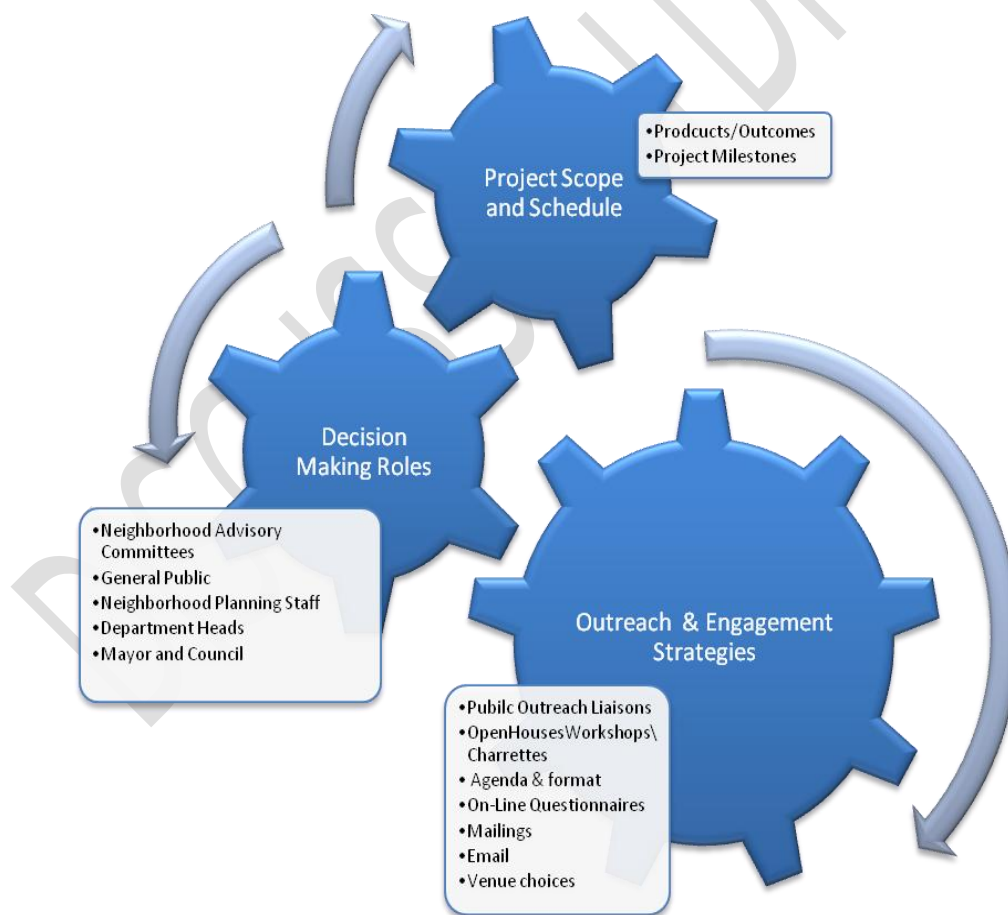 Project Scope
and Schedule
•Prodcucts/Outcomes
•Project Milestones
Decision
Making Roles
•Neighborhood Advisory
Committees
•General Public
•Neighborhood Planning Staff
•Department Heads
•Mayor and Council
Outreach & Engagement
Strategies
•Pubilc Outreach Liaisons
•OpenHousesWorkshops\
Charrettes
• Agenda & format
•On-Line Questionnaires
•Mailings
•Email
•Venue choices